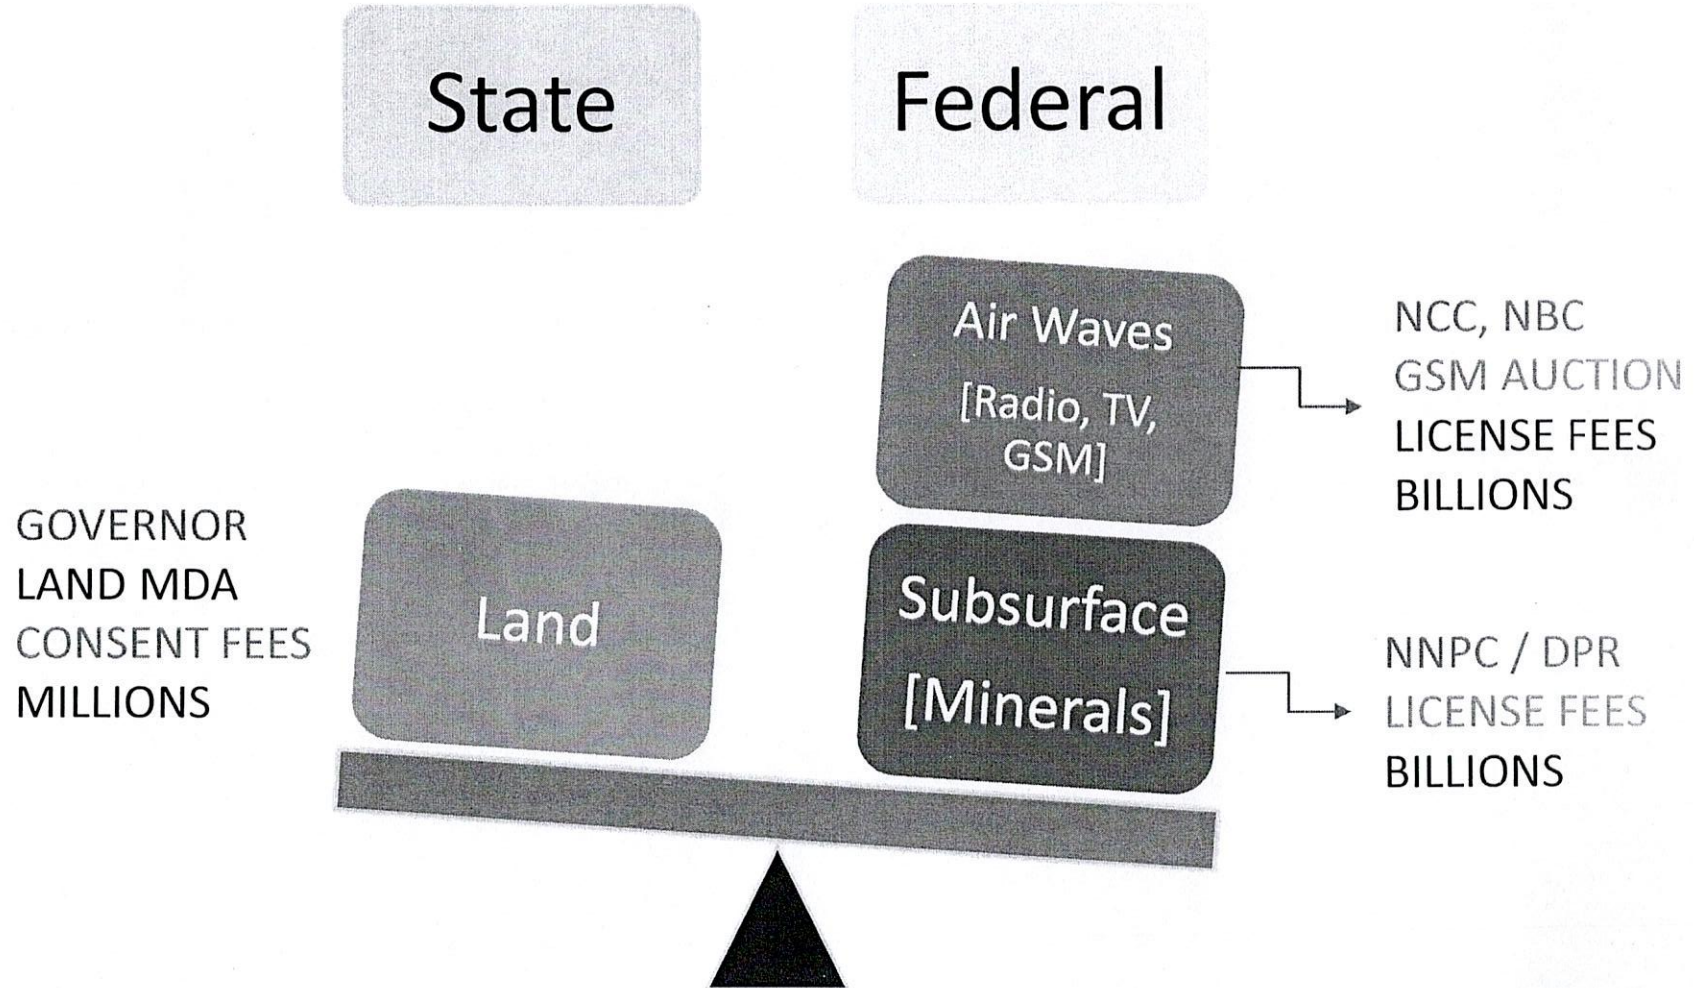 State
Federal
Air Waves
[Radio, TV,
GSM]
NCC, NBC
GSM AUCTION
LICENSE FEES
BILLIONS
GOVERNOR
LAND MDA
CONSENT FEES
MILLIONS
Land
Subsurface
[Minerals]
NNPC / DPR
LICENSE FEES
BILLIONS